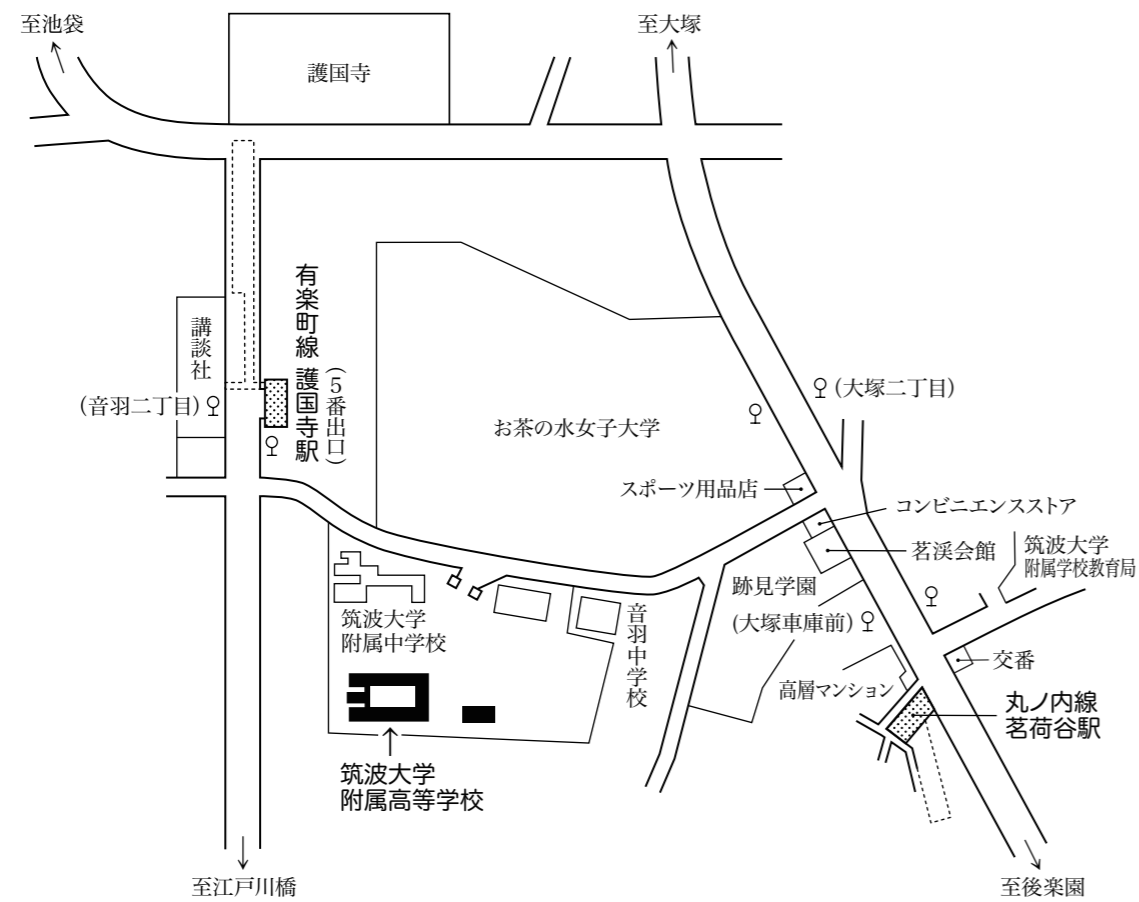 至池袋
至大塚
護国寺
有楽町線 護国寺駅
(5番出口)
講談社
(音羽二丁目)
お茶の水女子大学
(大塚二丁目)
スポーツ用品店
コンビニエンスストア
茗渓会館
筑波大学
附属学校教育局
跡見学園
(大塚車庫前)
音羽中学校
筑波大学
附属中学校
交番
高層マンション
丸ノ内線
茗荷谷駅
筑波大学
附属高等学校
至江戸川橋
至後楽園